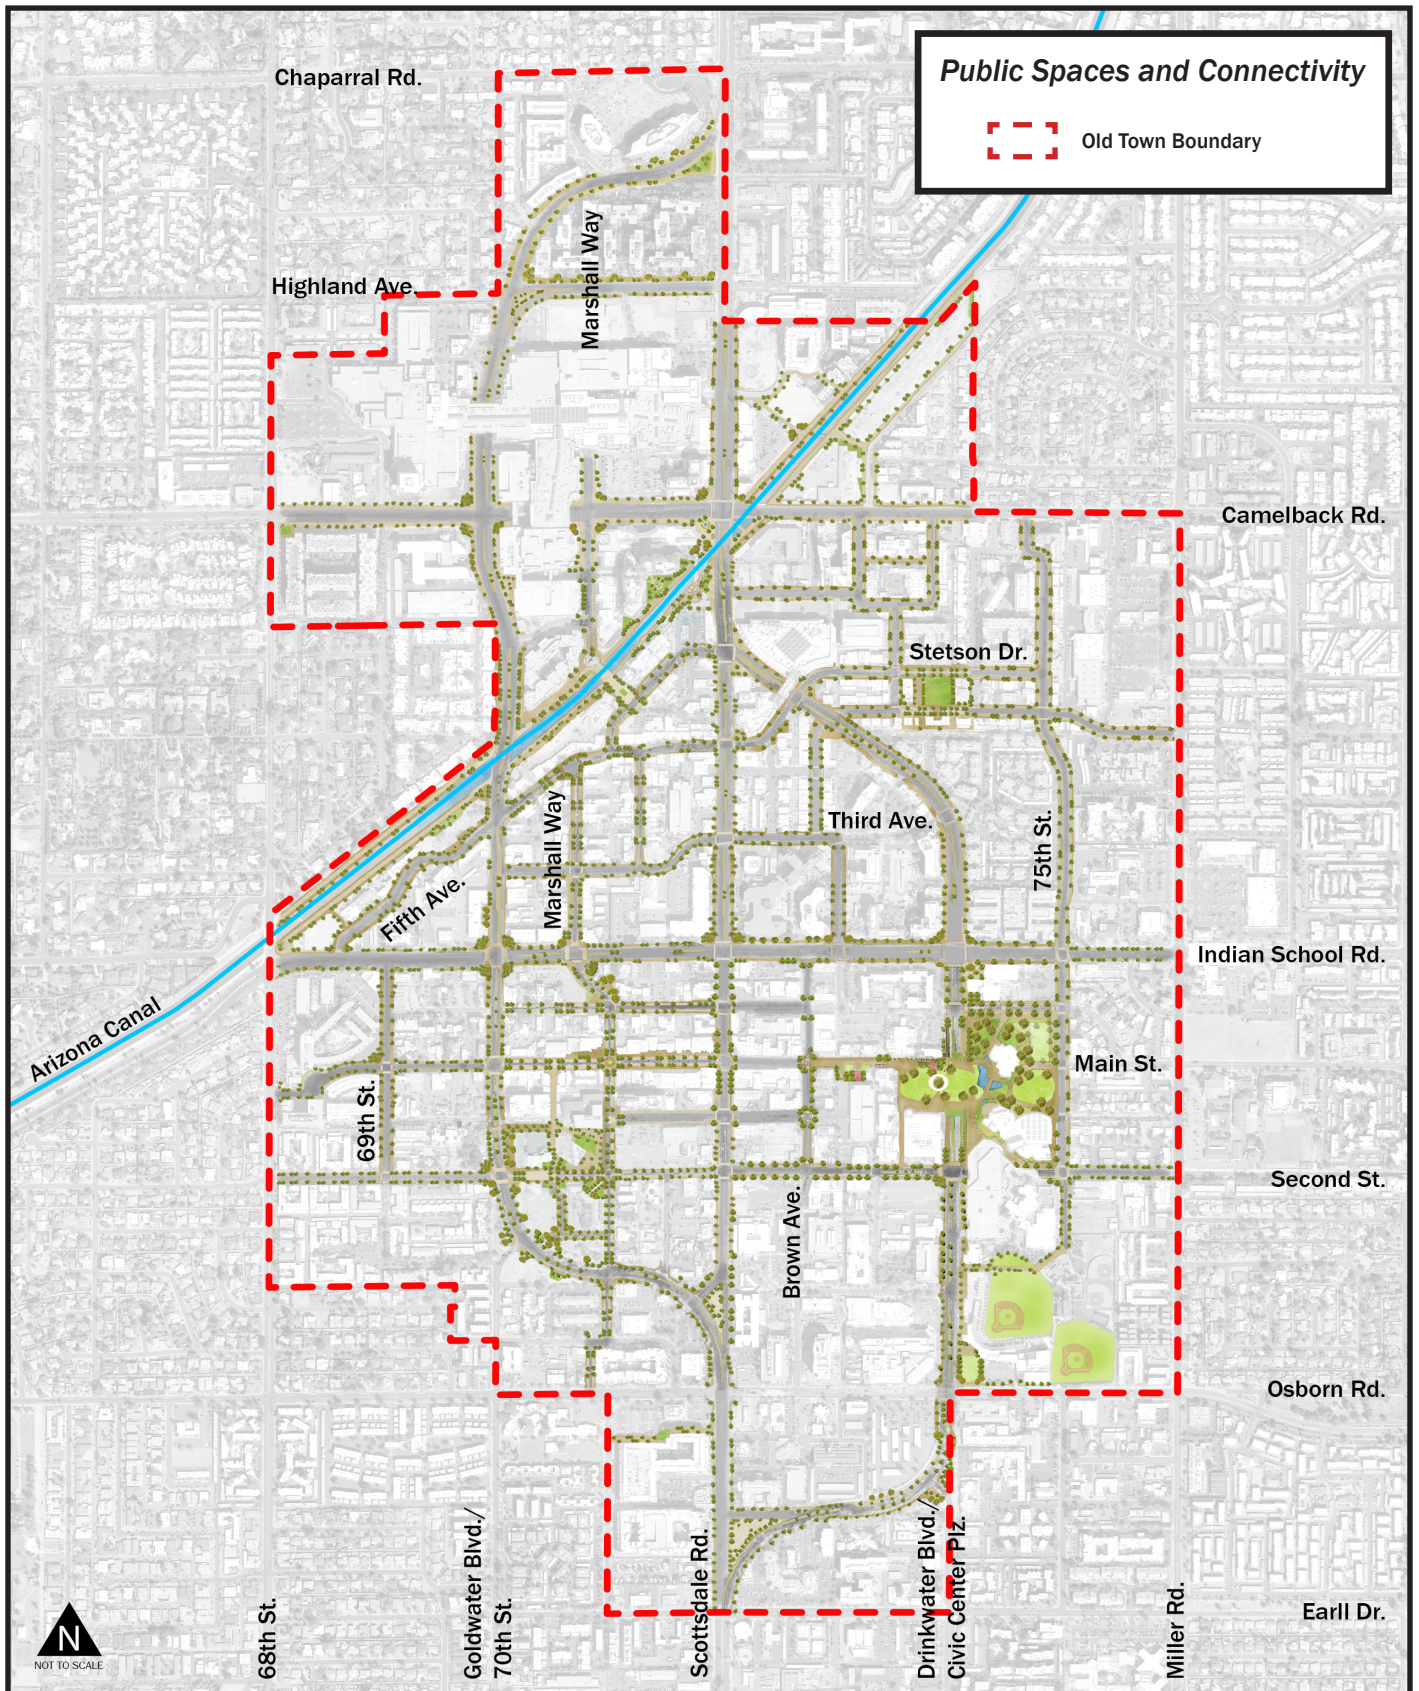 Public Spaces and Connectivity
Old Town Boundary
Chaparral Rd.
Marshall Way
Highland Ave.
Camelback Rd.
Stetson Dr.
Third Ave.
Marshall Way
75th St.
Fifth Ave.
Indian School Rd.
Arizona Canal
Main St.
69th St.
Second St.
Brown Ave.
Osborn Rd.
68th St.
Goldwater Blvd./
70th St.
Scottsdale Rd.
Drinkwater Blvd./
Civic Center Plz.
Miller Rd.
Earll Dr.
N
NOT TO SCALE